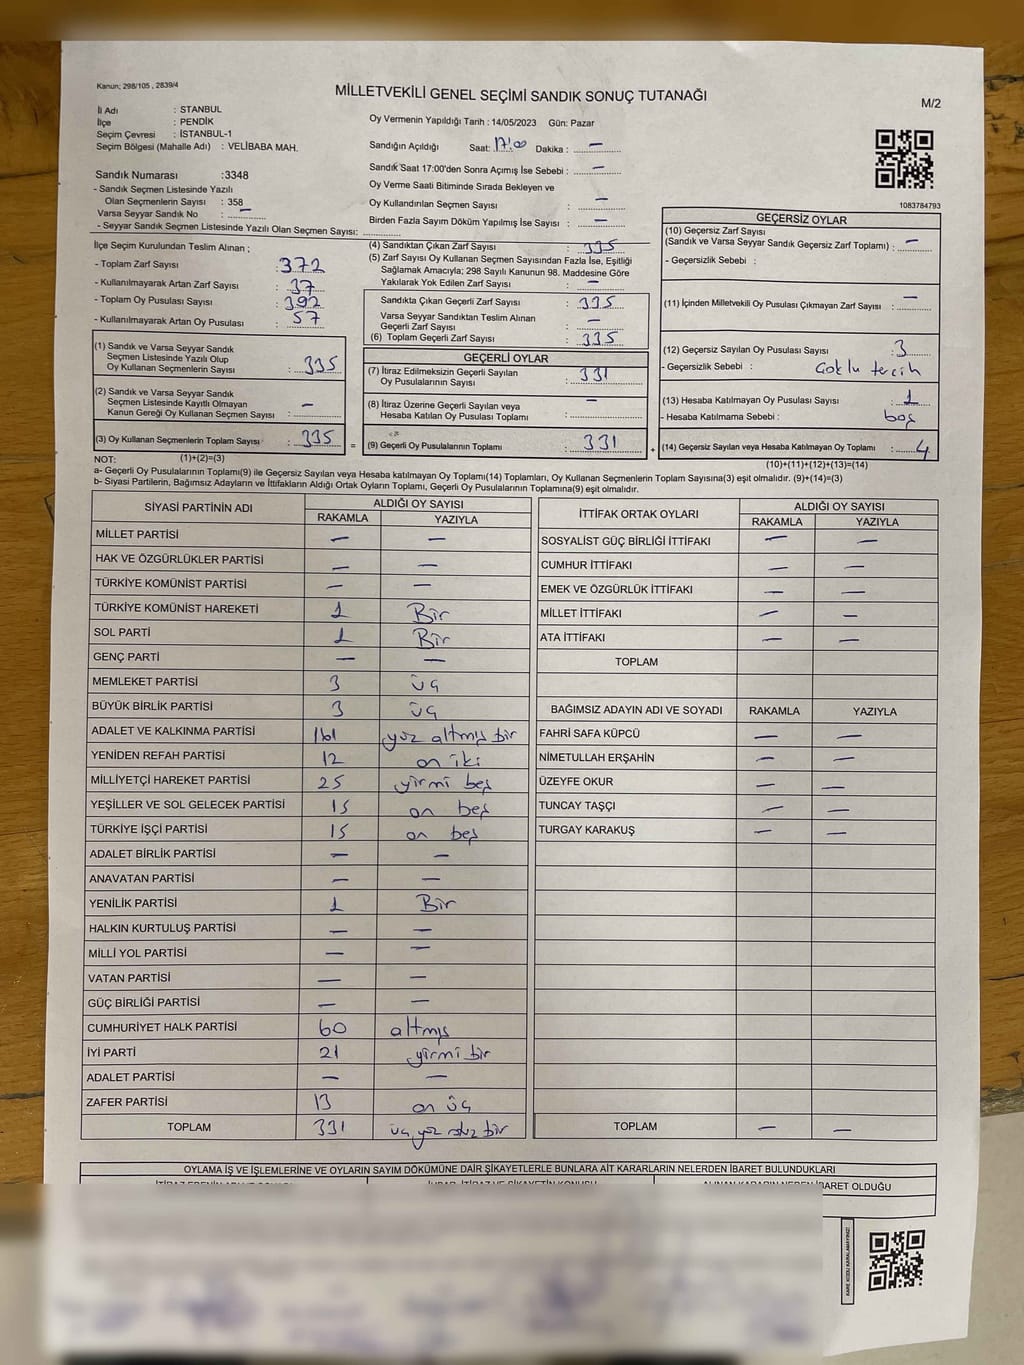 Kanun; 298/105 , 2839/4
MİLLETVEKİLİ GENEL SEÇİMİ SANDIK SONUÇ TUTANAĞI
M/2
İl Adı : STANBUL
İlçe : PENDİK
Seçim Çevresi : İSTANBUL-1
Seçim Bölgesi (Mahalle Adı) : VELİBABA MAH.
Sandık Numarası :3348
- Sandık Seçmen Listesinde Yazılı
Olan Seçmenlerin Sayısı : 358
Varsa Seyyar Sandık No : —
- Seyyar Sandık Seçmen Listesinde Yazılı Olan Seçmen Sayısı:
Oy Vermenin Yapıldığı Tarih : 14/05/2023 Gün: Pazar
Sandığın Açıldığı Saat: 17:00 Dakika : —
Sandık Saat 17:00'den Sonra Açımış İse Sebebi : —
Oy Verme Saati Bitiminde Sırada Bekleyen ve
Oy Kullandırılan Seçmen Sayısı : —
Birden Fazla Sayım Döküm Yapılmış İse Sayısı : —
1083784793
İlçe Seçim Kurulundan Teslim Alınan ;
- Toplam Zarf Sayısı : 372
- Kullanılmayarak Artan Zarf Sayısı : 37
- Toplam Oy Pusulası Sayısı : 392
- Kullanılmayarak Artan Oy Pusulası : 57
(1) Sandık ve Varsa Seyyar Sandık
Seçmen Listesinde Yazılı Olup
Oy Kullanan Seçmenlerin Sayısı : 335
(2) Sandık ve Varsa Seyyar Sandık
Seçmen Listesinde Kayıtlı Olmayan
Kanun Gereği Oy Kullanan Seçmen Sayısı : —
(3) Oy Kullanan Seçmenlerin Toplam Sayısı : 335
(4) Sandıktan Çıkan Zarf Sayısı : 335
(5) Zarf Sayısı Oy Kullanan Seçmen Sayısından Fazla İse, Eşitliği
Sağlamak Amacıyla; 298 Sayılı Kanunun 98. Maddesine Göre
Yakılarak Yok Edilen Zarf Sayısı : —
Sandıkta Çıkan Geçerli Zarf Sayısı : 335
Varsa Seyyar Sandıktan Teslim Alınan
Geçerli Zarf Sayısı : —
(6) Toplam Geçerli Zarf Sayısı : 335
GEÇERLİ OYLAR
(7) İtiraz Edilmeksizin Geçerli Sayılan
Oy Pusulalarının Sayısı : 331
(8) İtiraz Üzerine Geçerli Sayılan veya
Hesaba Katılan Oy Pusulası Toplamı : —
= (9) Geçerli Oy Pusulalarının Toplamı : 331 +
GEÇERSİZ OYLAR
(10) Geçersiz Zarf Sayısı
(Sandık ve Varsa Seyyar Sandık Geçersiz Zarf Toplamı) : —
- Geçersizlik Sebebi :
(11) İçinden Milletvekili Oy Pusulası Çıkmayan Zarf Sayısı : —
(12) Geçersiz Sayılan Oy Pusulası Sayısı : 3
- Geçersizlik Sebebi : Çoklu tercih
(13) Hesaba Katılmayan Oy Pusulası Sayısı : 1
- Hesaba Katılmama Sebebi : boş
(14) Geçersiz Sayılan veya Hesaba Katılmayan Oy Toplamı : 4
NOT: (1)+(2)=(3)
(10)+(11)+(12)+(13)=(14)
a- Geçerli Oy Pusulalarının Toplamı(9) ile Geçersiz Sayılan veya Hesaba katılmayan Oy Toplamı(14) Toplamları, Oy Kullanan Seçmenlerin Toplam Sayısına(3) eşit olmalıdır. (9)+(14)=(3)
b- Siyasi Partilerin, Bağımsız Adayların ve İttifakların Aldığı Ortak Oyların Toplamı, Geçerli Oy Pusulalarının Toplamına(9) eşit olmalıdır.
SİYASİ PARTİNİN ADI ALDIĞI OY SAYISI
RAKAMLA YAZIYLA
MİLLET PARTİSİ — —
HAK VE ÖZGÜRLÜKLER PARTİSİ — —
TÜRKİYE KOMÜNİST PARTİSİ — —
TÜRKİYE KOMÜNİST HAREKETİ 1 Bir
SOL PARTİ 1 Bir
GENÇ PARTİ — —
MEMLEKET PARTİSİ 3 üç
BÜYÜK BİRLİK PARTİSİ 3 üç
ADALET VE KALKINMA PARTİSİ 161 yüz altmış bir
YENİDEN REFAH PARTİSİ 12 on iki
MİLLİYETÇİ HAREKET PARTİSİ 25 yirmi beş
YEŞİLLER VE SOL GELECEK PARTİSİ 15 on beş
TÜRKİYE İŞÇİ PARTİSİ 15 on beş
ADALET BİRLİK PARTİSİ — —
ANAVATAN PARTİSİ — —
YENİLİK PARTİSİ 1 Bir
HALKIN KURTULUŞ PARTİSİ — —
MİLLİ YOL PARTİSİ — —
VATAN PARTİSİ — —
GÜÇ BİRLİĞİ PARTİSİ — —
CUMHURİYET HALK PARTİSİ 60 altmış
İYİ PARTİ 21 yirmi bir
ADALET PARTİSİ — —
ZAFER PARTİSİ 13 on üç
TOPLAM 331 üç yüz otuz bir
İTTİFAK ORTAK OYLARI ALDIĞI OY SAYISI
RAKAMLA YAZIYLA
SOSYALİST GÜÇ BİRLİĞİ İTTİFAKI — —
CUMHUR İTTİFAKI — —
EMEK VE ÖZGÜRLÜK İTTİFAKI — —
MİLLET İTTİFAKI — —
ATA İTTİFAKI — —
TOPLAM
BAĞIMSIZ ADAYIN ADI VE SOYADI RAKAMLA YAZIYLA
FAHRİ SAFA KÜPCÜ — —
NİMETULLAH ERŞAHİN — —
ÜZEYFE OKUR — —
TUNCAY TAŞÇI — —
TURGAY KARAKUŞ — —
TOPLAM — —
OYLAMA İŞ VE İŞLEMLERİNE VE OYLARIN SAYIM DÖKÜMÜNE DAİR ŞİKAYETLERLE BUNLARA AİT KARARLARIN NELERDEN İBARET BULUNDUKLARI
İBARET OLDUĞU
KARE KODU KARALAMAYINIZ!